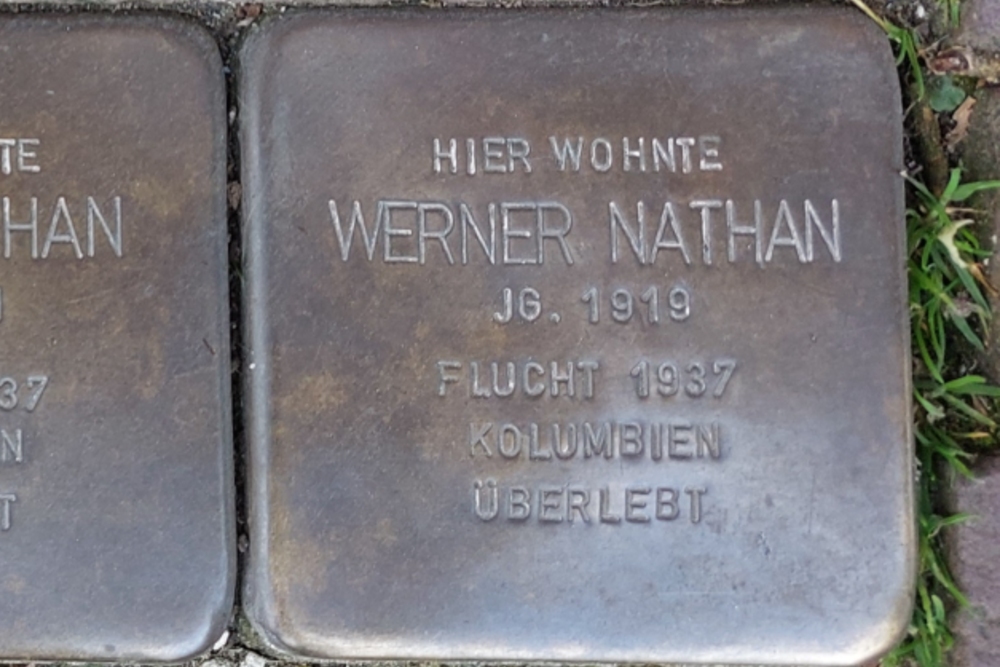 HIER WOHNTE
WERNER NATHAN
JG. 1919
FLUCHT 1937
KOLUMBIEN
ÜBERLEBT